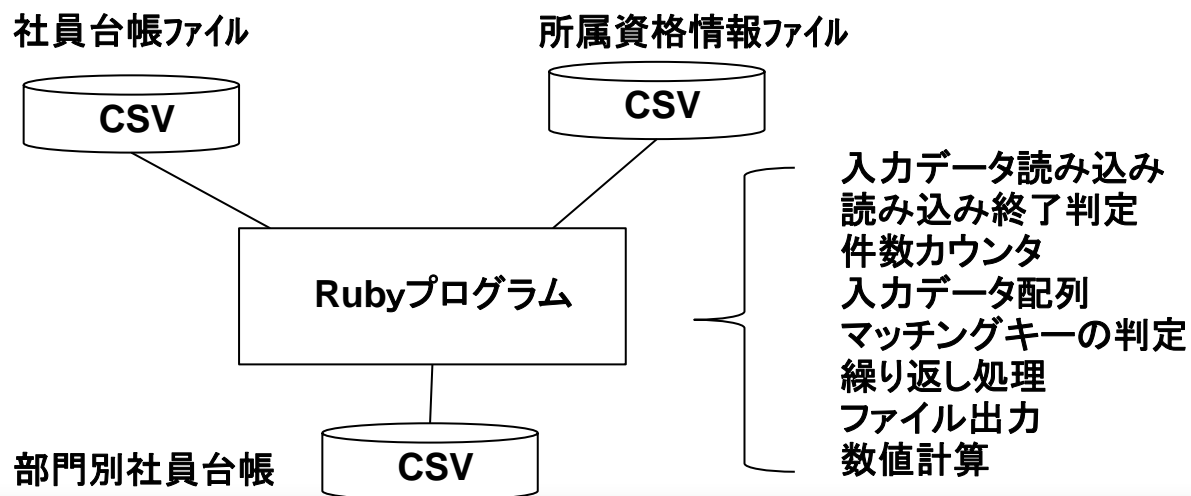 社員台帳ファイル
所属資格情報ファイル
CSV
CSV
Rubyプログラム
入力データ読み込み
読み込み終了判定
件数カウンタ
入力データ配列
マッチングキーの判定
繰り返し処理
ファイル出力
数値計算
部門別社員台帳
CSV